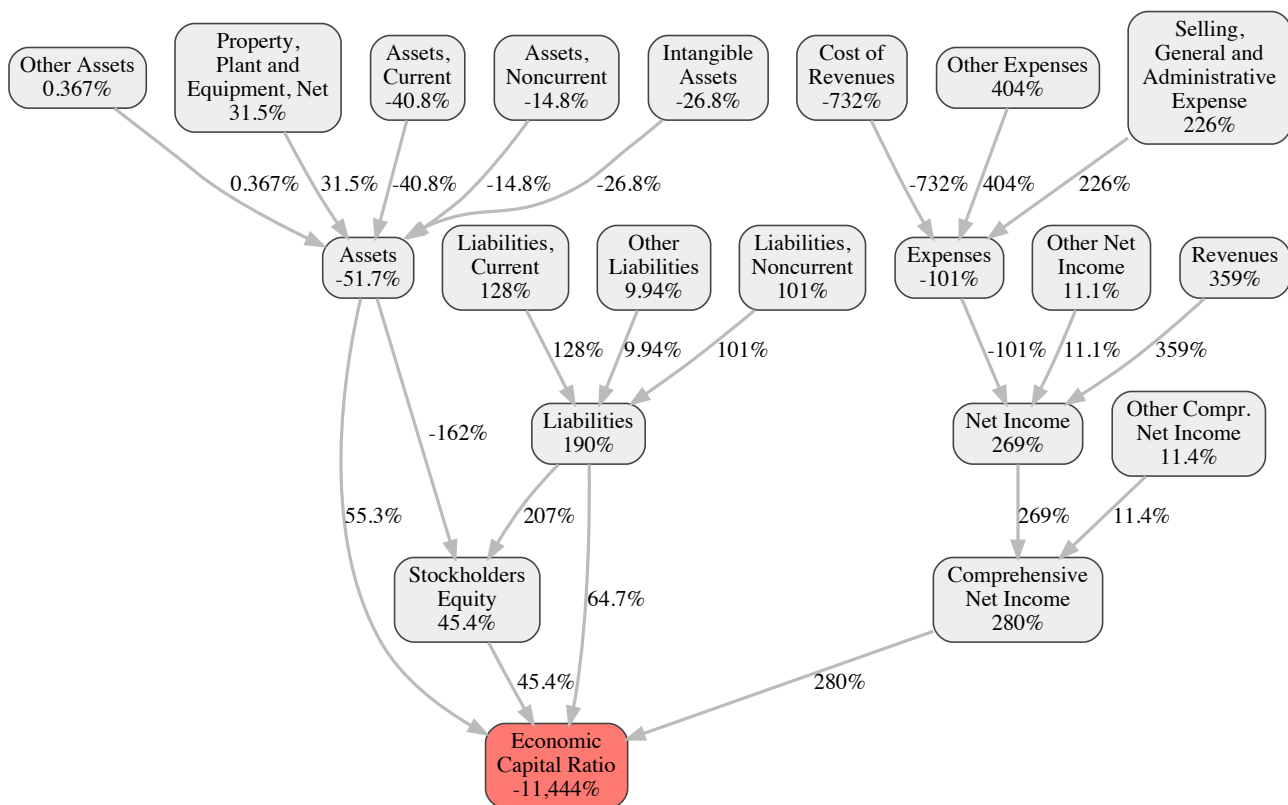 Other Assets
0.367%
Property,
Plant and
Equipment, Net
31.5%
Assets,
Current
-40.8%
Assets,
Noncurrent
-14.8%
Intangible
Assets
-26.8%
Cost of
Revenues
-732%
Other Expenses
404%
Selling,
General and
Administrative
Expense
226%
0.367%
31.5%
-40.8%
-14.8%
-26.8%
-732%
404%
226%
Assets
-51.7%
Liabilities,
Current
128%
Other
Liabilities
9.94%
Liabilities,
Noncurrent
101%
Expenses
-101%
Other Net
Income
11.1%
Revenues
359%
128%
9.94%
101%
-101%
11.1%
359%
-162%
Liabilities
190%
Net Income
269%
Other Compr.
Net Income
11.4%
55.3%
207%
269%
11.4%
Stockholders
Equity
45.4%
64.7%
Comprehensive
Net Income
280%
45.4%
280%
Economic
Capital Ratio
-11,444%